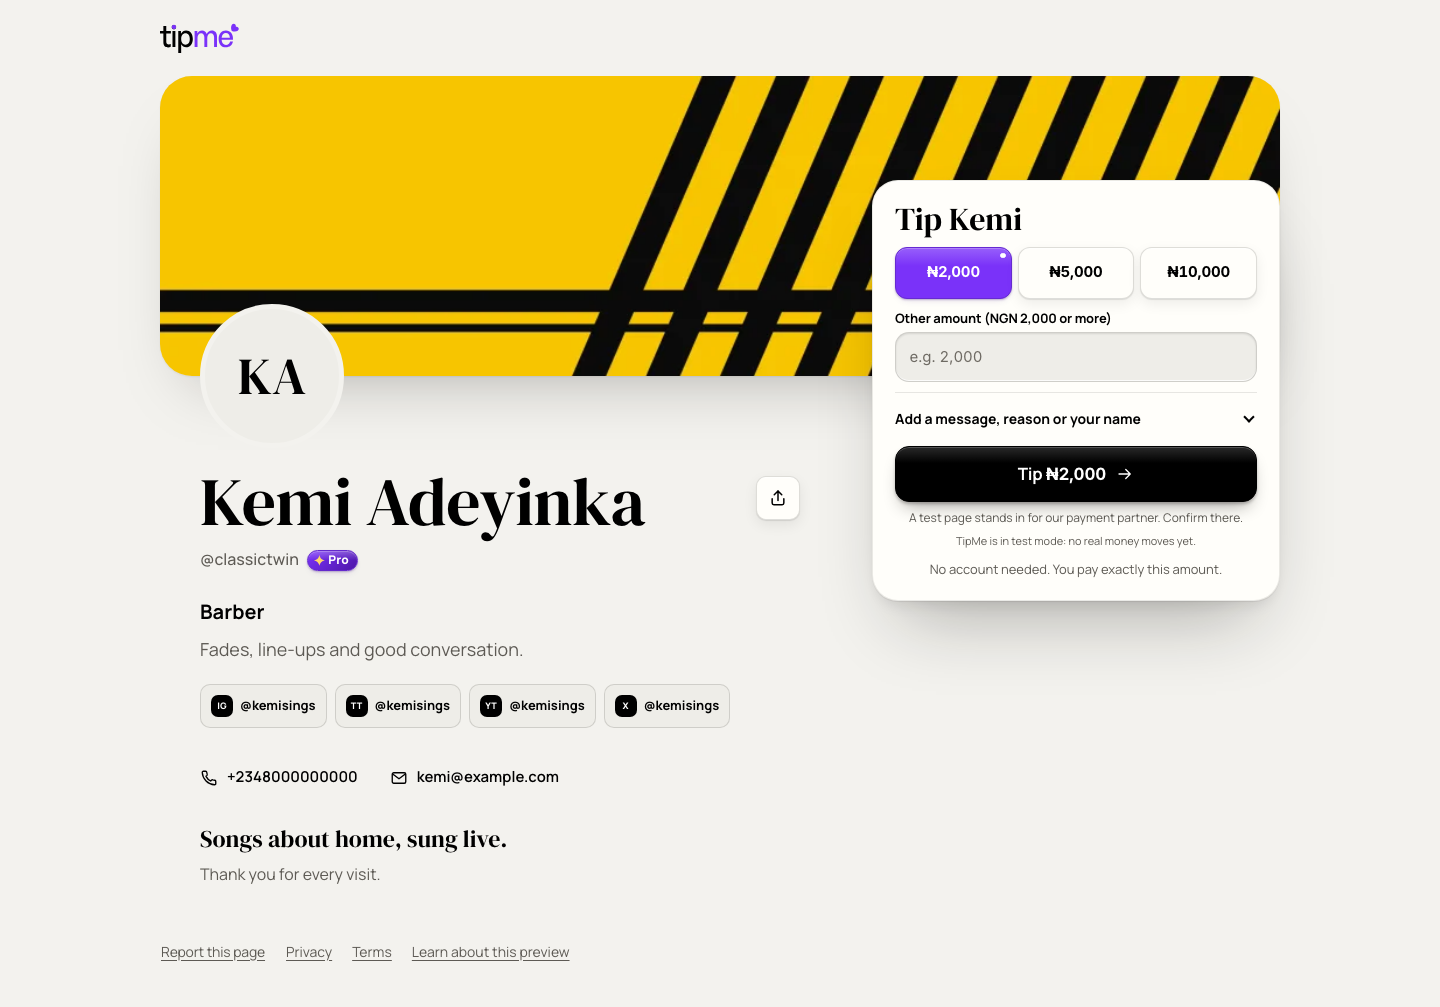 tipme
Tip Kemi
₦2,000
₦5,000
₦10,000
Other amount (NGN 2,000 or more)
e.g. 2,000
Add a message, reason or your name
Tip ₦2,000 →
A test page stands in for our payment partner. Confirm there.
TipMe is in test mode: no real money moves yet.
No account needed. You pay exactly this amount.
KA
Kemi Adeyinka
@classictwin Pro
Barber
Fades, line-ups and good conversation.
IG @kemisings TT @kemisings YT @kemisings X @kemisings
+2348000000000 kemi@example.com
Songs about home, sung live.
Thank you for every visit.
Report this page Privacy Terms Learn about this preview